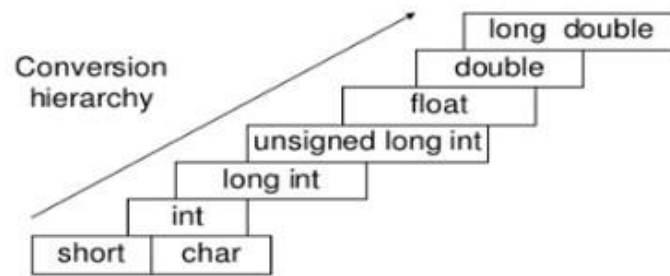 long double
double
Conversion
hierarchy
float
unsigned long int
long int
int
short char